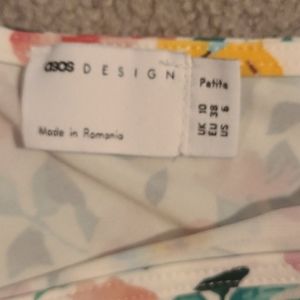 asos DESIGN
Made in Romania
Petite
UK 10
EU 38
US 6